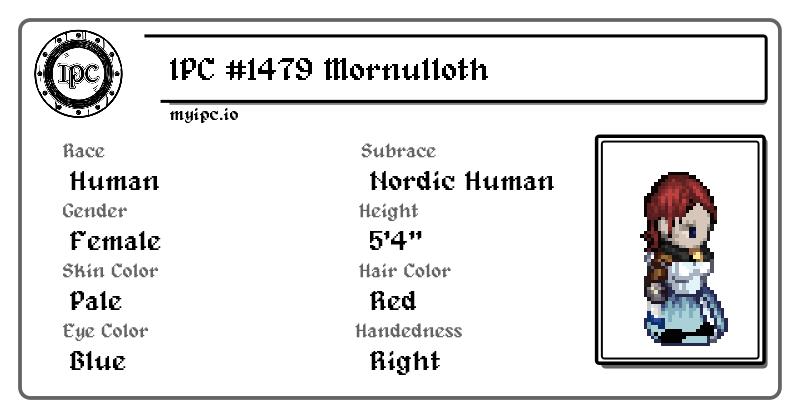 IPC
IPC #1479 Mornulloth
myipc.io
Race
Human
Subrace
Nordic Human
Gender
Female
Height
5'4"
Skin Color
Pale
Hair Color
Red
Eye Color
Blue
Handedness
Right